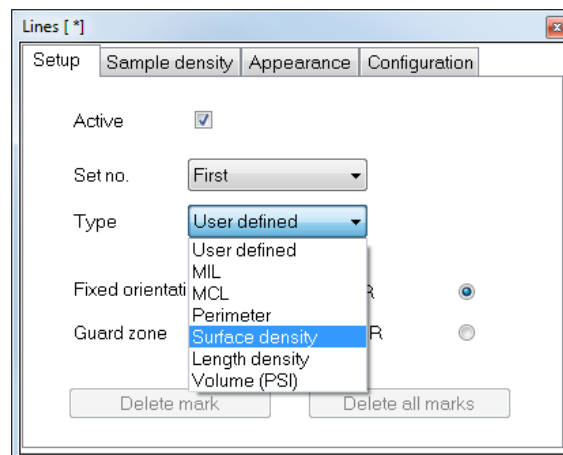 Lines [ *]
Setup Sample density Appearance Configuration
Active
Set no. First
Type User defined
User defined
MIL
Fixed orientati MCL R
Perimeter
Guard zone Surface density R
Length density
Volume (PSI)
Delete mark Delete all marks